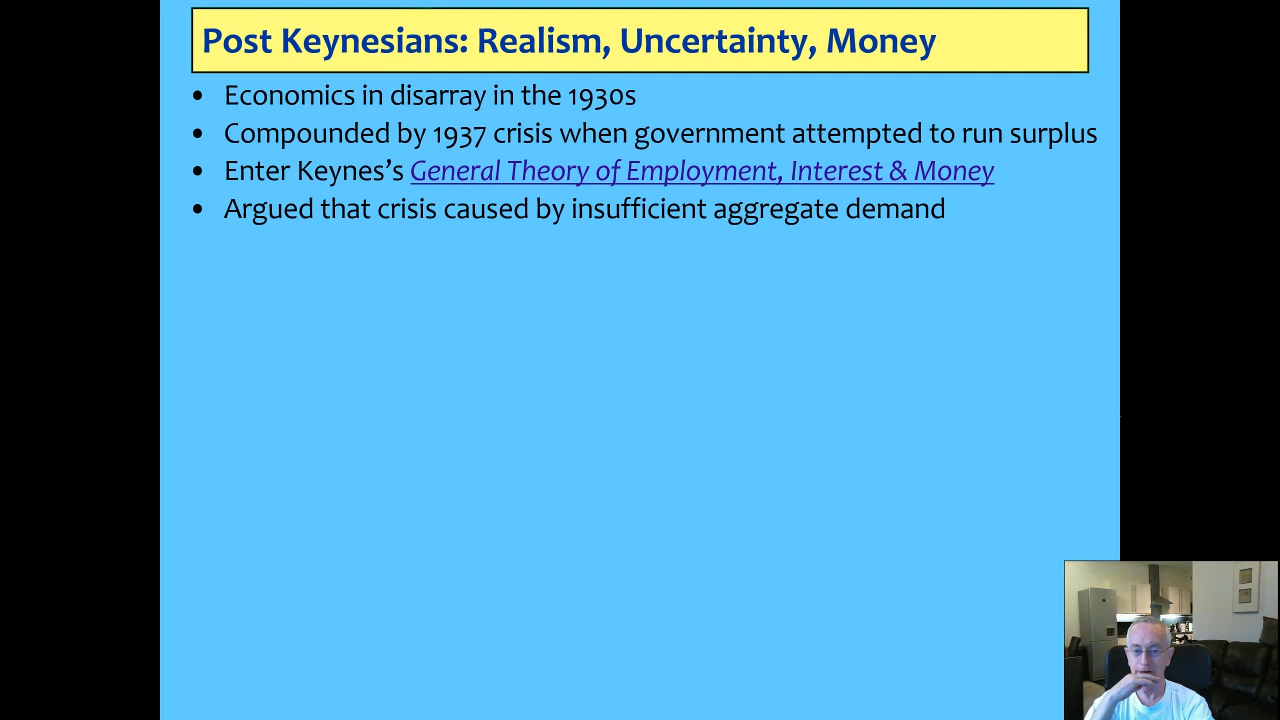 Post Keynesians: Realism, Uncertainty, Money
• Economics in disarray in the 1930s
• Compounded by 1937 crisis when government attempted to run surplus
• Enter Keynes’s General Theory of Employment, Interest & Money
• Argued that crisis caused by insufficient aggregate demand